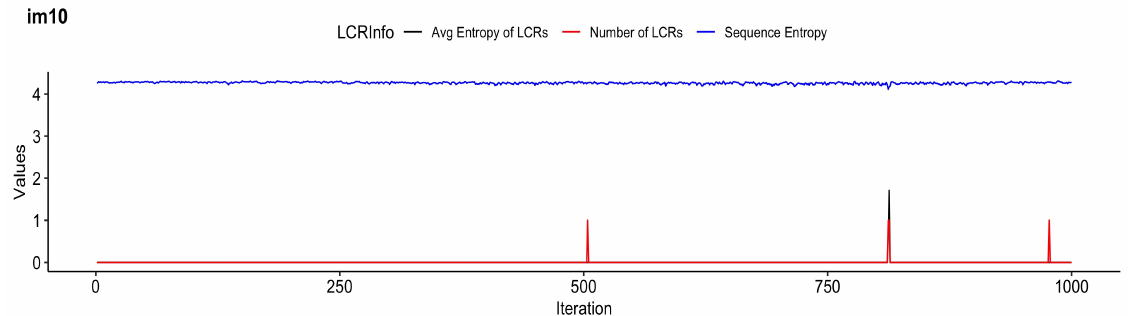 im10
LCRInfo Avg Entropy of LCRs Number of LCRs Sequence Entropy
4
3
2
1
0
Values
0 250 500 750 1000
Iteration